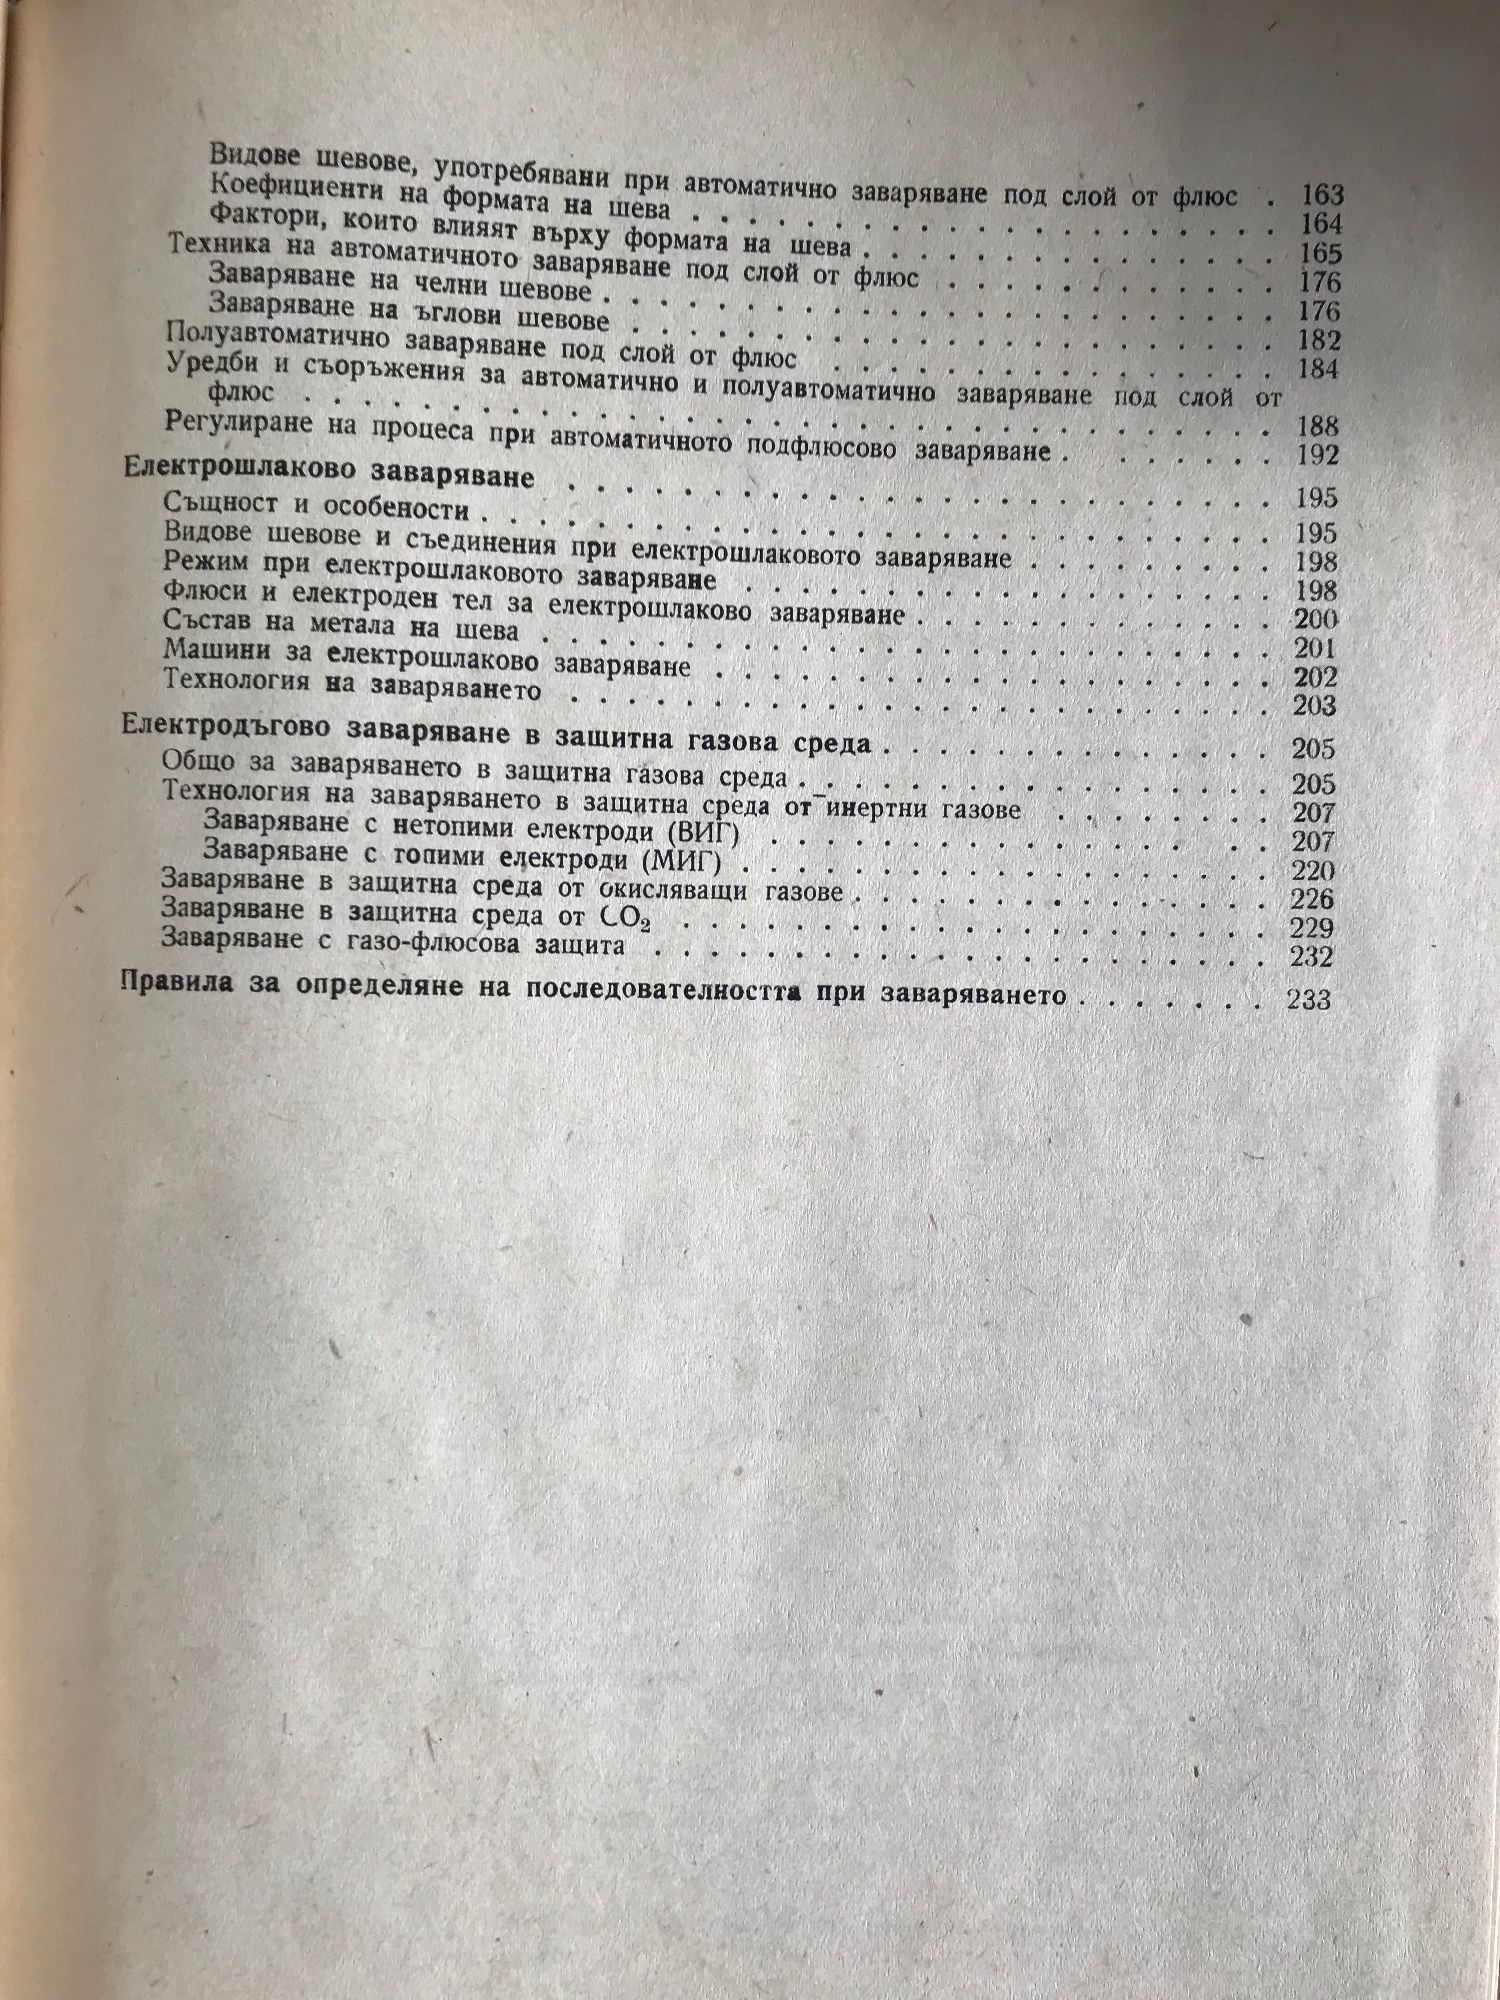 Видове шевове, употребявани при автоматично заваряване под слой от флюс . 163
Коефициенти на формата на шева . . . . . . . . . . . . . . . . . . . . 164
Фактори, които влияят върху формата на шева . . . . . . . . . . . . . . . 165
Техника на автоматичното заваряване под слой от флюс . . . . . . . . . . . . 176
Заваряване на челни шевове . . . . . . . . . . . . . . . . . . . . . . . 176
Заваряване на ъглови шевове . . . . . . . . . . . . . . . . . . . . . . 182
Полуавтоматично заваряване под слой от флюс . . . . . . . . . . . . . . . . 184
Уредби и съоръжения за автоматично и полуавтоматично заваряване под слой от
флюс . . . . . . . . . . . . . . . . . . . . . . . . . . . . . . . . . 188
Регулиране на процеса при автоматичното подфлюсово заваряване . . . . . . . 192
Електрошлаково заваряване . . . . . . . . . . . . . . . . . . . . . . . . 195
Същност и особености . . . . . . . . . . . . . . . . . . . . . . . . . . . 195
Видове шевове и съединения при електрошлаковото заваряване . . . . . . . . . 198
Режим при електрошлаковото заваряване . . . . . . . . . . . . . . . . . . . 198
Флюси и електроден тел за електрошлаково заваряване . . . . . . . . . . . . . 200
Състав на метала на шева . . . . . . . . . . . . . . . . . . . . . . . . . 201
Машини за електрошлаково заваряване . . . . . . . . . . . . . . . . . . . 202
Технология на заваряването . . . . . . . . . . . . . . . . . . . . . . . . 203
Електродъгово заваряване в защитна газова среда . . . . . . . . . . . . . . 205
Общо за заваряването в защитна газова среда . . . . . . . . . . . . . . . . . 205
Технология на заваряването в защитна среда от инертни газове . . . . . . . . 207
Заваряване с нетопими електроди (ВИГ) . . . . . . . . . . . . . . . . . 207
Заваряване с топими електроди (МИГ) . . . . . . . . . . . . . . . . . . . 220
Заваряване в защитна среда от окисляващи газове . . . . . . . . . . . . . . . 226
Заваряване в защитна среда от CO₂ . . . . . . . . . . . . . . . . . . . . . 229
Заваряване с газо-флюсова защита . . . . . . . . . . . . . . . . . . . . . . 232
Правила за определяне на последователността при заваряването . . . . . . . 233